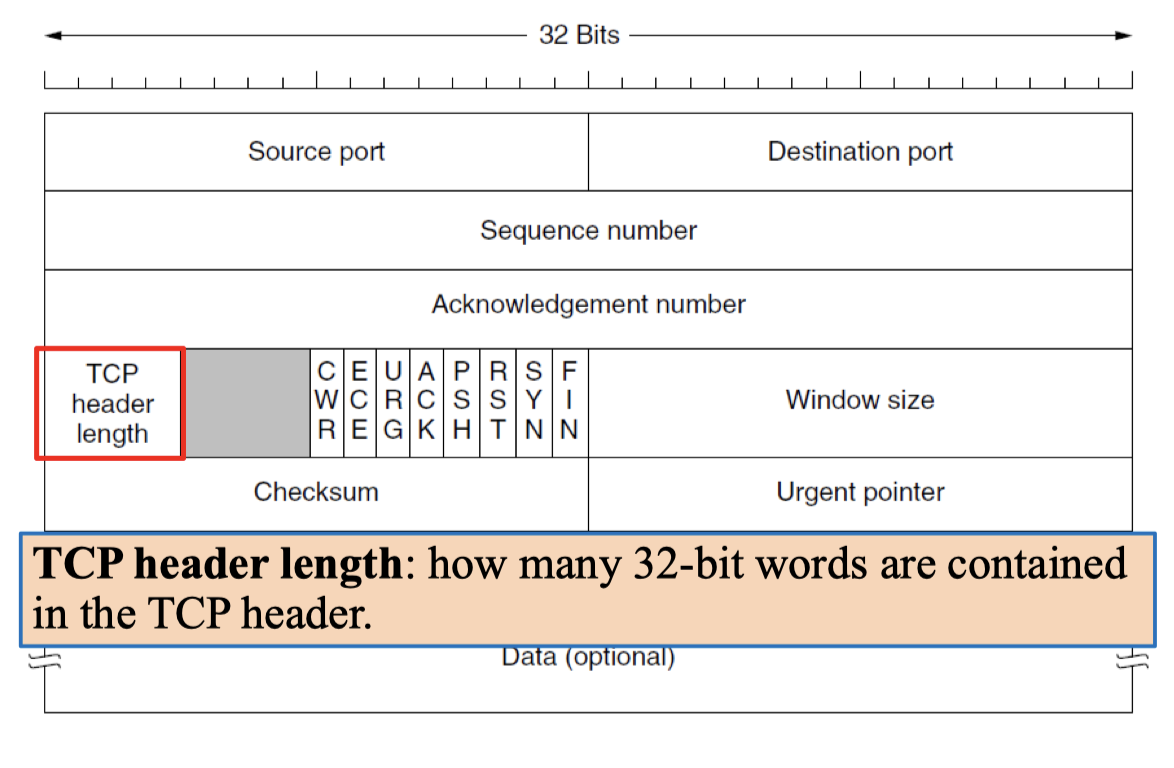 32 Bits
Source port
Destination port
Sequence number
Acknowledgement number
TCP
header
length
CWR
ECE
URG
ACK
PSH
RST
SYN
FIN
Window size
Checksum
Urgent pointer
TCP header length: how many 32-bit words are contained
in the TCP header.
Data (optional)